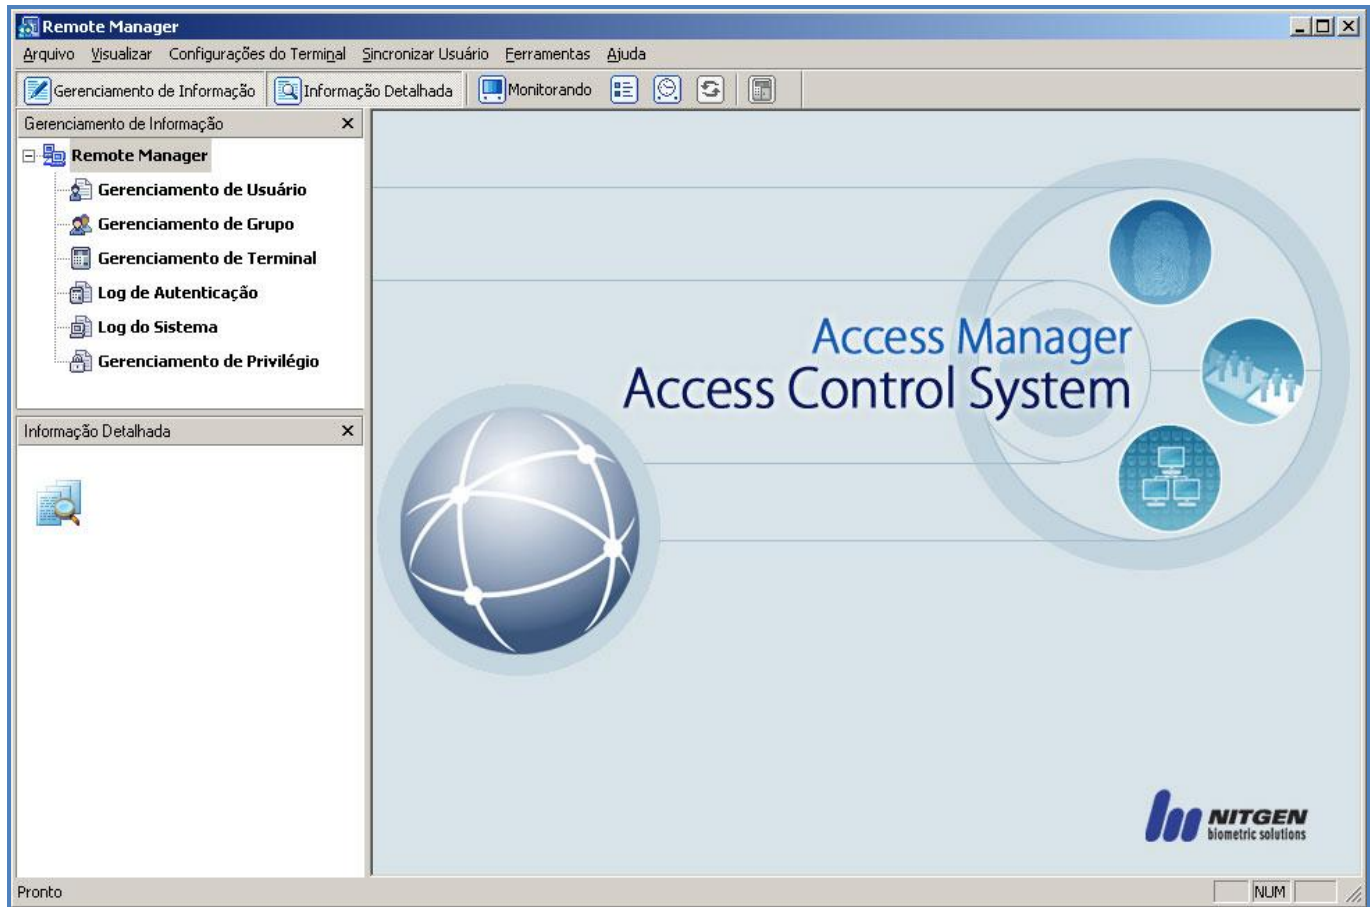 Remote Manager
Arquivo Visualizar Configurações do Terminal Sincronizar Usuário Ferramentas Ajuda
Gerenciamento de Informação Informação Detalhada Monitorando
Gerenciamento de Informação
Remote Manager
Gerenciamento de Usuário
Gerenciamento de Grupo
Gerenciamento de Terminal
Log de Autenticação
Log do Sistema
Gerenciamento de Privilégio
Informação Detalhada
Access Manager
Access Control System
NITGEN
biometric solutions
Pronto
NUM